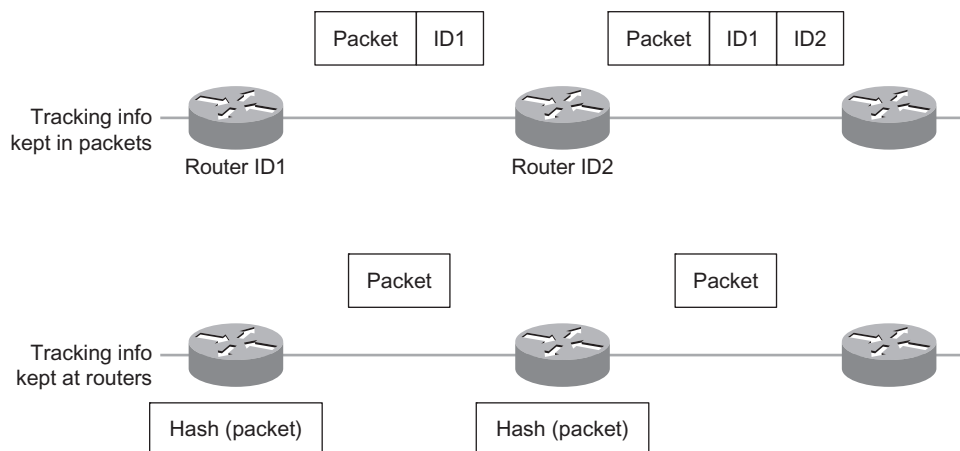 Packet ID1
Packet ID1 ID2
Tracking info
kept in packets
Router ID1
Router ID2
Packet
Packet
Tracking info
kept at routers
Hash (packet)
Hash (packet)